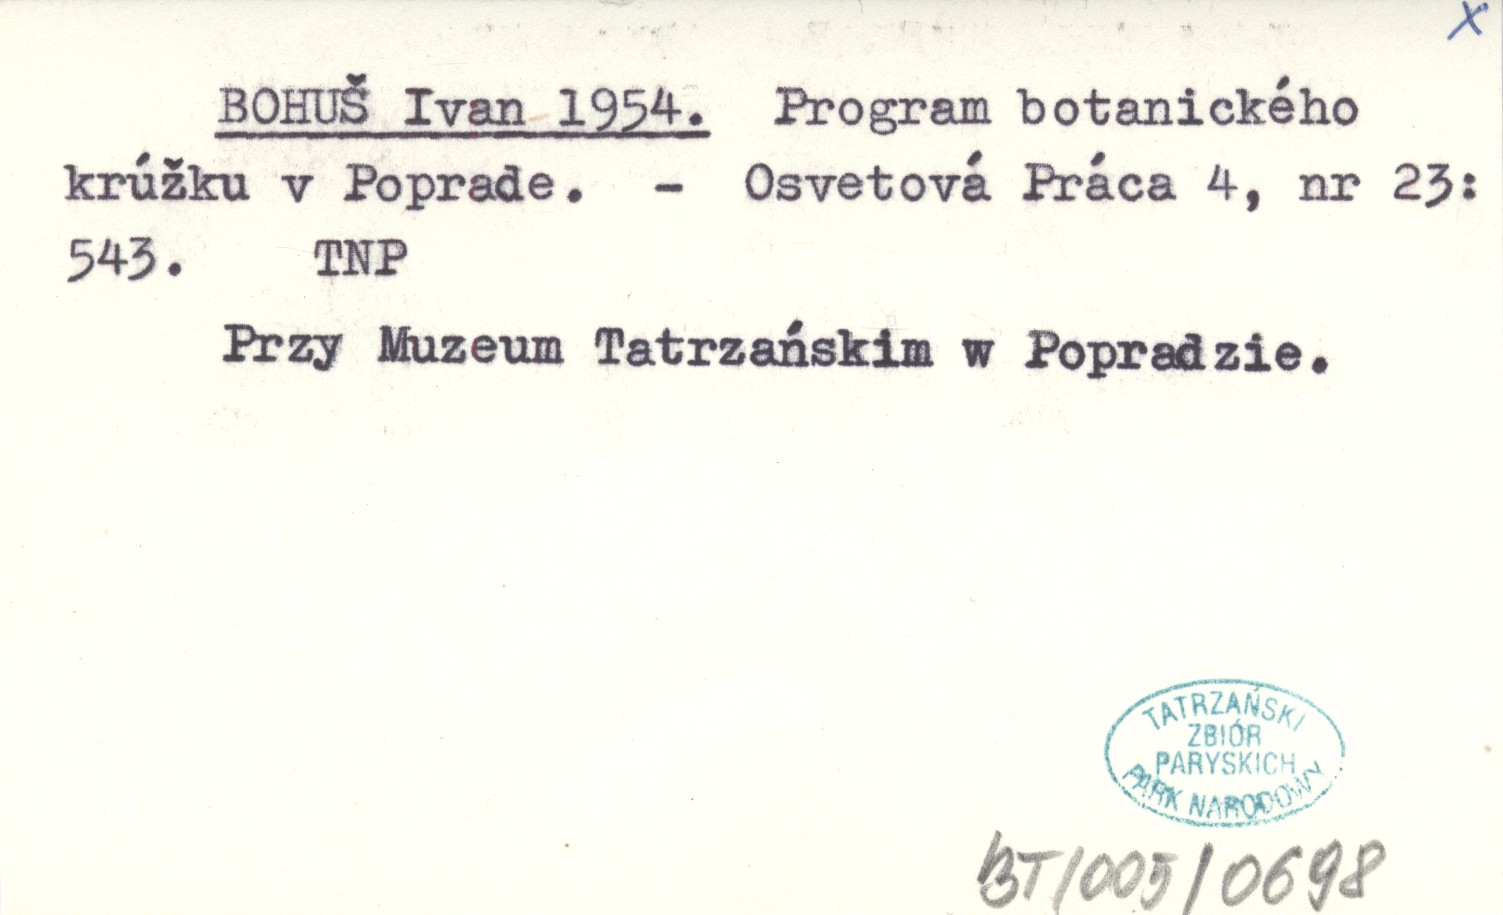 x
BOHUŠ Ivan 1954. Program botanického
krúžku v Poprade. - Osvetová Práca 4, nr 23:
543. TNP
Przy Muzeum Tatrzańskim w Popradzie.
TATRZAŃSKI
ZBIÓR
PARYSKICH
PARK NARODOWY
BT/005/0698